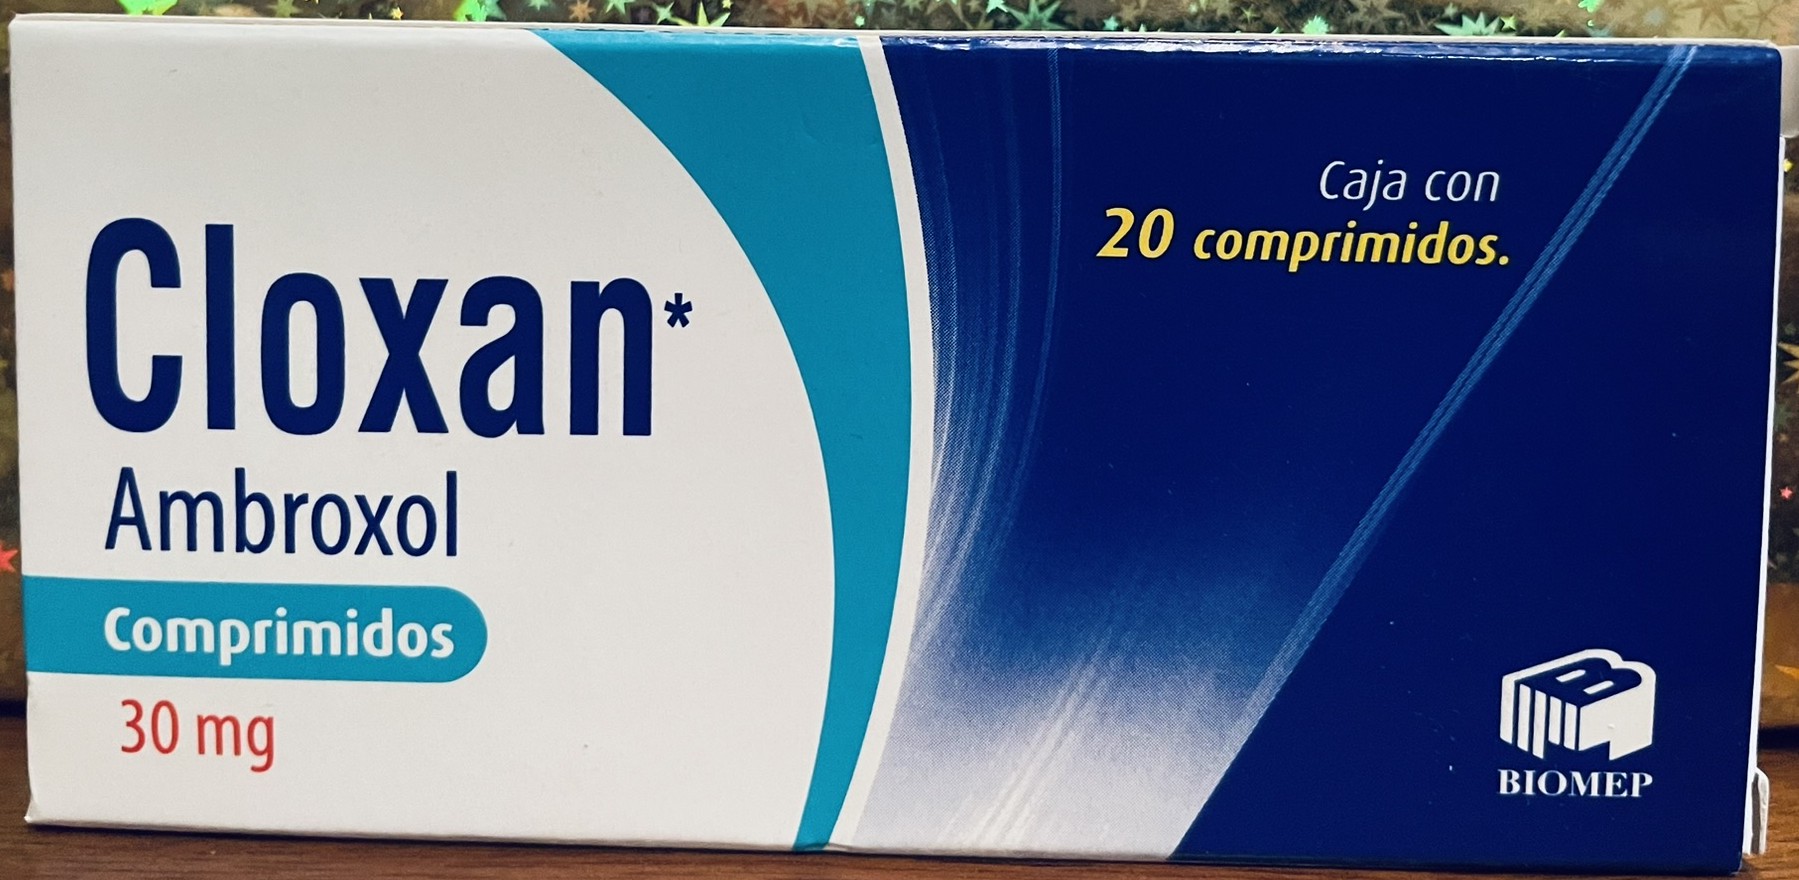 Cloxan*
Ambroxol
Comprimidos
30 mg
Caja con
20 comprimidos.
BIOMEP